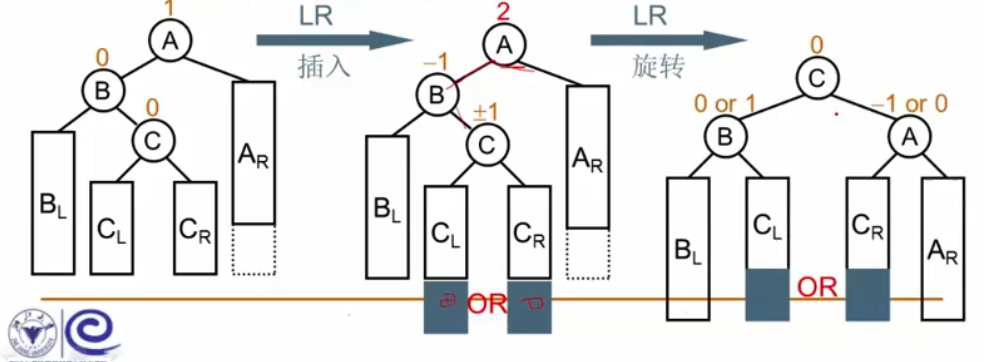 1
A
0
B
0
C
B_L
C_L
C_R
A_R
LR
插入
2
A
-1
B
±1
C
B_L
C_L
C_R
A_R
OR
LR
旋转
0
C
0 or 1
B
-1 or 0
A
B_L
C_L
C_R
A_R
OR